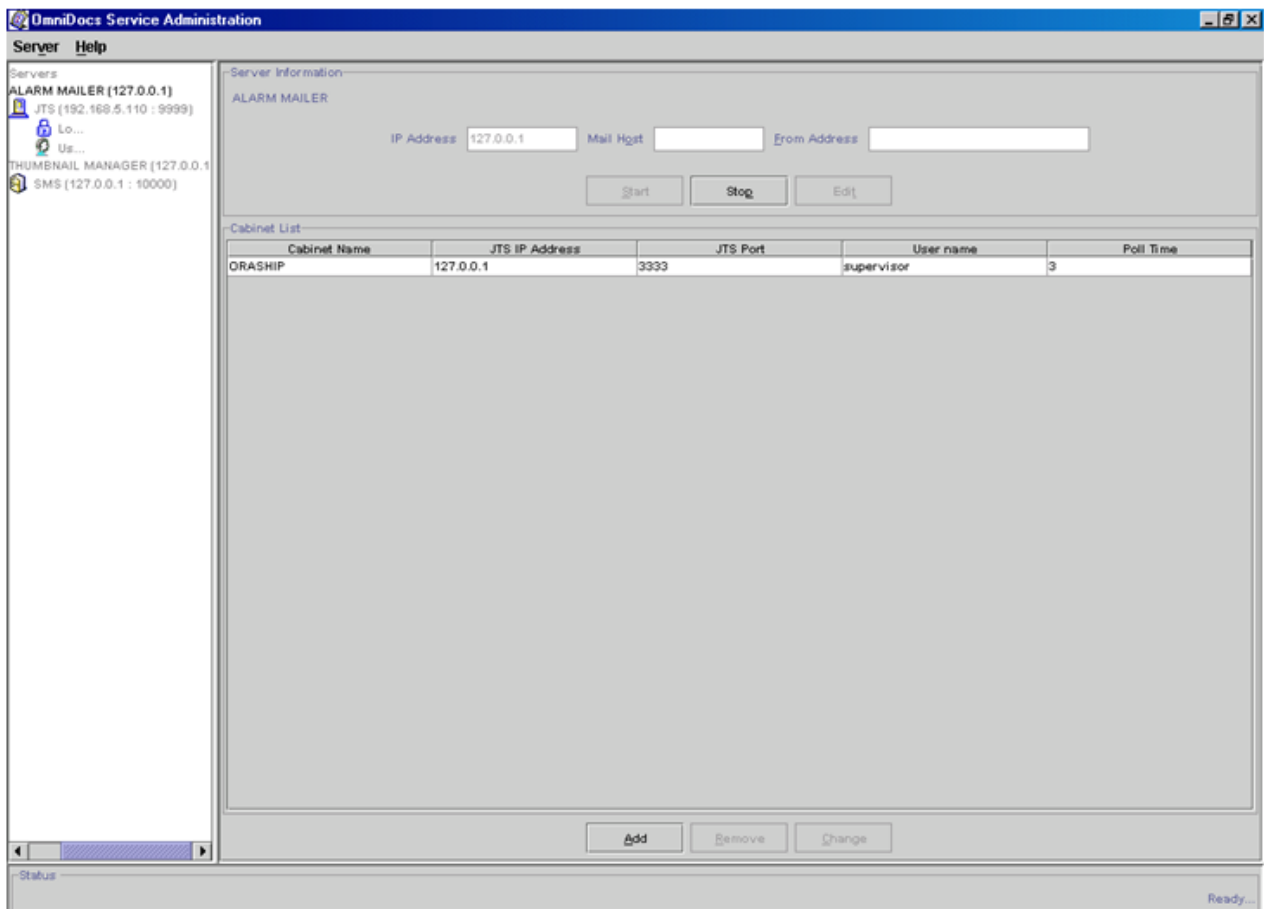 OmniDocs Service Administration
Server Help
Servers
ALARM MAILER (127.0.0.1)
JTS (192.168.5.110 : 9999)
Lo...
Us...
THUMBNAIL MANAGER (127.0.0.1
SMS (127.0.0.1 : 10000)
Server Information
ALARM MAILER
IP Address 127.0.0.1 Mail Host From Address
Start Stop Edit
Cabinet List
Cabinet Name JTS IP Address JTS Port User name Poll Time
ORASHIP 127.0.0.1 3333 supervisor 3
Add Remove Change
Status
Ready...